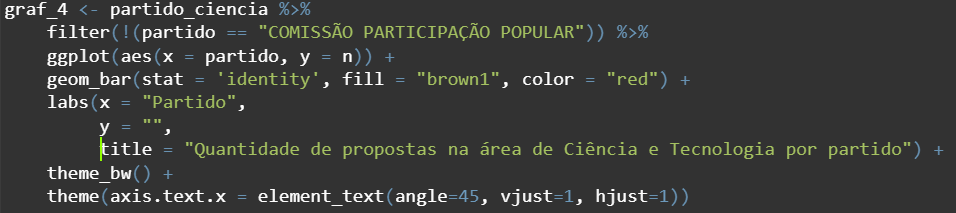 graf_4 <- partido_ciencia %>%
filter(!(partido == "COMISSÃO PARTICIPAÇÃO POPULAR")) %>%
ggplot(aes(x = partido, y = n)) +
geom_bar(stat = 'identity', fill = "brown1", color = "red") +
labs(x = "Partido",
y = "",
title = "Quantidade de propostas na área de Ciência e Tecnologia por partido") +
theme_bw() +
theme(axis.text.x = element_text(angle=45, vjust=1, hjust=1))